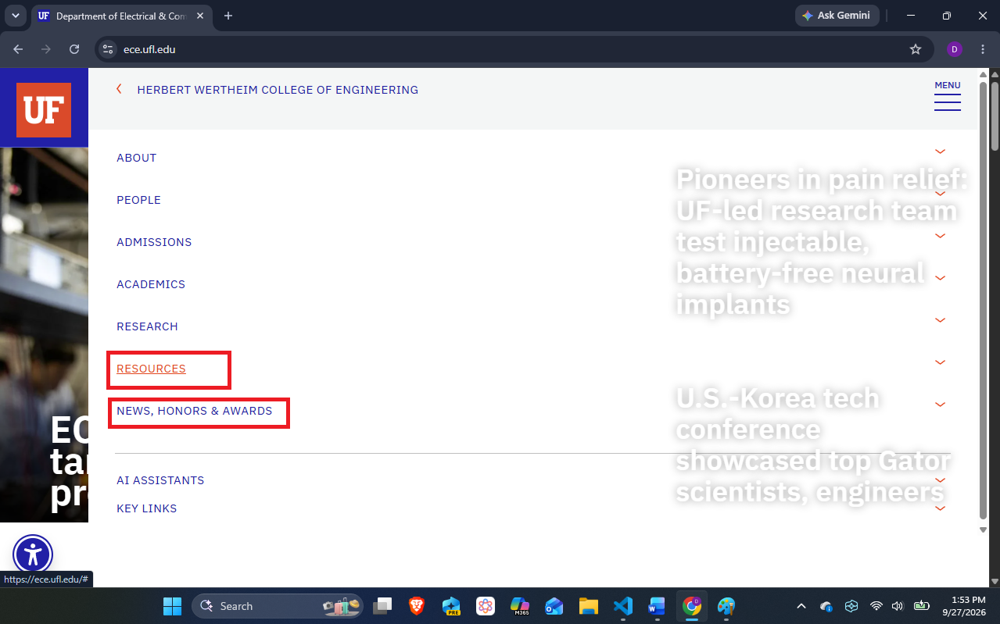 UF
Department of Electrical & Com
Ask Gemini
ece.ufl.edu
D
UF
HERBERT WERTHEIM COLLEGE OF ENGINEERING
MENU
ABOUT
PEOPLE
ADMISSIONS
ACADEMICS
RESEARCH
RESOURCES
NEWS, HONORS & AWARDS
AI ASSISTANTS
KEY LINKS
Pioneers in pain relief:
UF-led research team
test injectable,
battery-free neural
implants
U.S.-Korea tech
conference
showcased top Gator
scientists, engineers
EC
ta
pr
https://ece.ufl.edu/#
Search
PRE
M365
1:53 PM
9/27/2026